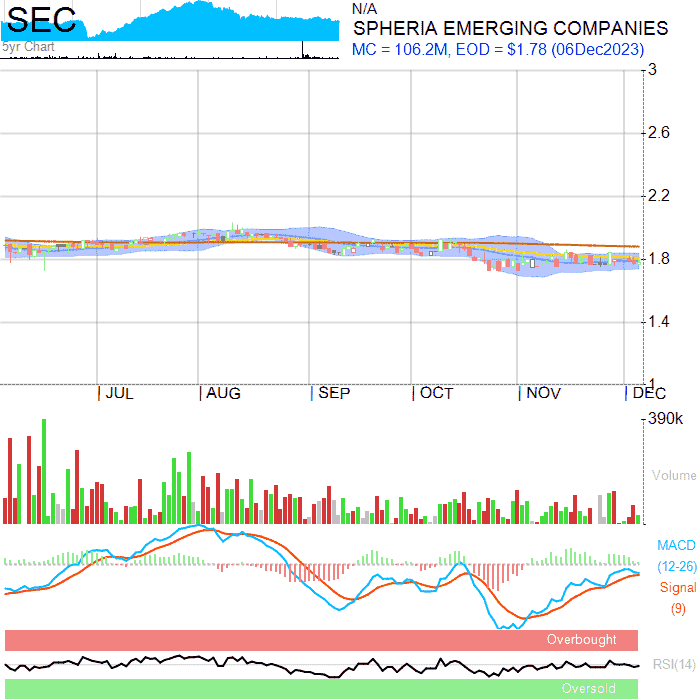 SEC
5yr Chart
N/A
SPHERIA EMERGING COMPANIES
MC = 106.2M, EOD = $1.78 (06Dec2023)
3
2.6
2.2
1.8
1.4
1
| JUL | AUG | SEP | OCT | NOV | DEC
390k
Volume
MACD
(12-26)
Signal
(9)
Overbought
RSI(14)
Oversold